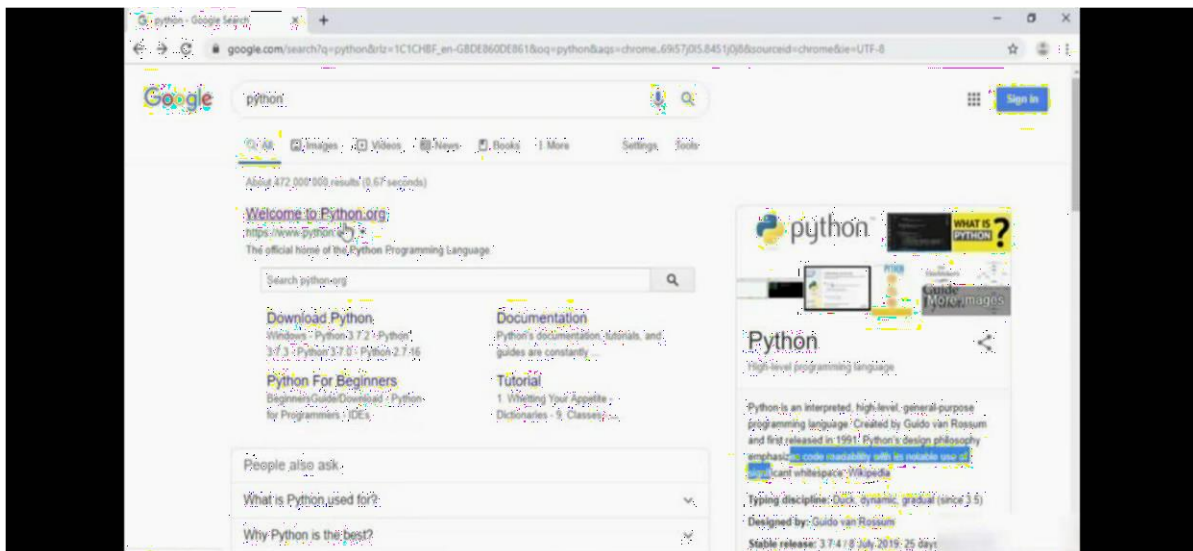 python - Google Search
google.com/search?q=python&rlz=1C1CHBF_en-GBDE860DE861&oq=python&aqs=chrome..69i57j0l5.8451j0j8&sourceid=chrome&ie=UTF-8
Google
python
Sign in
All Images Videos News Books More Settings Tools
About 472 000 000 results (0.67 seconds)
Welcome to Python.org
https://www.python
The official home of the Python Programming Language
Search python.org
Download Python
Windows - Python 3.7.2 - Python
3.7.3 - Python 3.7.0 - Python 2.7.16
Documentation
Python's documentation, tutorials, and
guides are constantly ...
Python For Beginners
BeginnersGuide/Download - Python
for Programmers - IDEs
Tutorial
1. Whetting Your Appetite -
Dictionaries - 9. Classes - ...
People also ask
What is Python used for?
Why Python is the best?
python
WHAT IS
PYTHON ?
PYTHON
Guide
More images
Python
High-level programming language
Python is an interpreted, high-level, general-purpose
programming language. Created by Guido van Rossum
and first released in 1991, Python's design philosophy
emphasizes code readability with its notable use of
significant whitespace. Wikipedia
Typing discipline: Duck, dynamic, gradual (since 3.5)
Designed by: Guido van Rossum
Stable release: 3.7.4 / 8 July 2019; 25 days